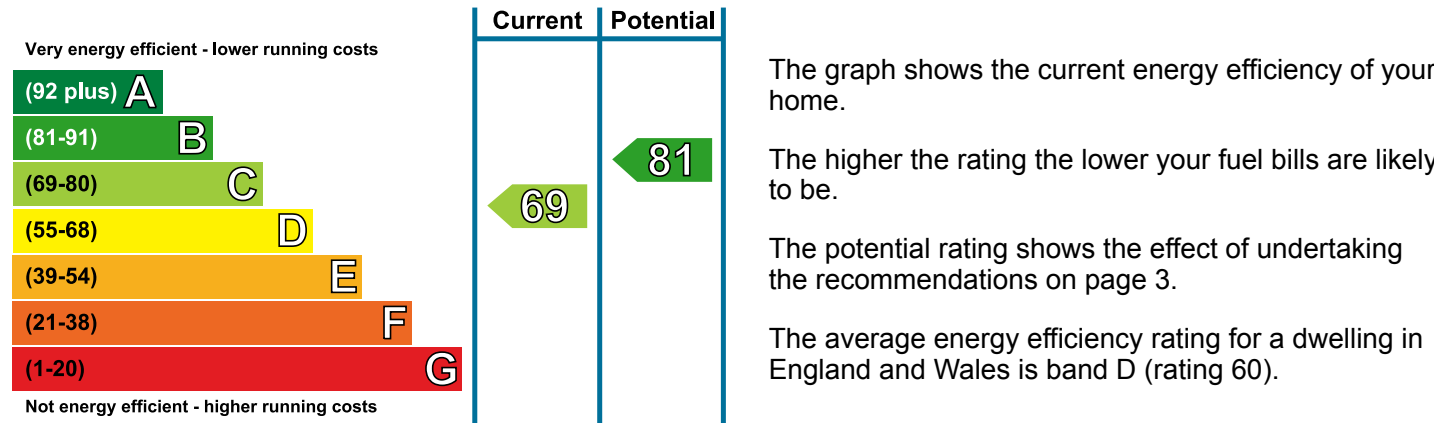 Current Potential
Very energy efficient - lower running costs
(92 plus) A
(81-91) B
(69-80) C
(55-68) D
(39-54) E
(21-38) F
(1-20) G
Not energy efficient - higher running costs
69
81
The graph shows the current energy efficiency of your
home.
The higher the rating the lower your fuel bills are likely
to be.
The potential rating shows the effect of undertaking
the recommendations on page 3.
The average energy efficiency rating for a dwelling in
England and Wales is band D (rating 60).